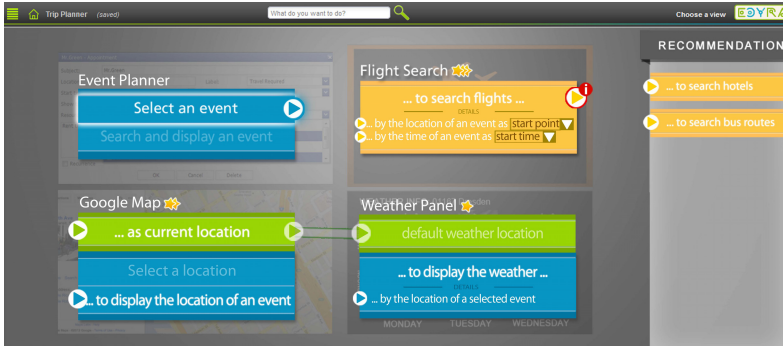 Trip Planner (saved)
What do you want to do?
Choose a view
RECOMMENDATION
Event Planner
Select an event
Search and display an event
OK Cancel Delete
Flight Search
... to search flights ...
DETAILS
... by the location of an event as start point
... by the time of an event as start time
... to search hotels
... to search bus routes
Google Map
... as current location
Select a location
... to display the location of an event
Weather Panel
default weather location
... to display the weather ...
DETAILS
... by the location of a selected event
MONDAY TUESDAY WEDNESDAY